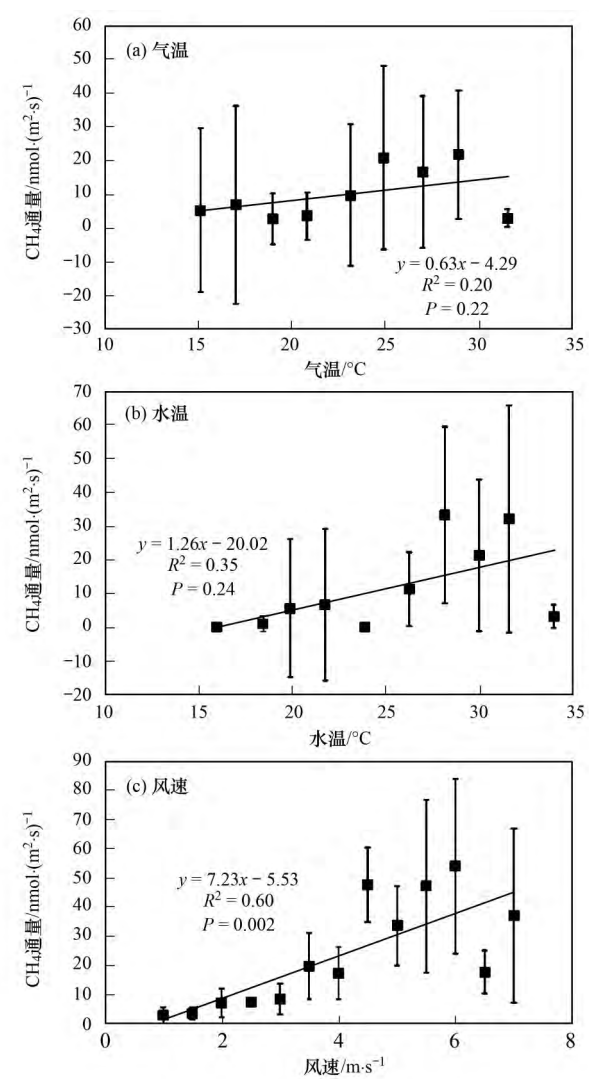 60
50
40
30
20
10
0
−10
−20
−30
CH₄通量/nmol·(m²·s)⁻¹
(a) 气温
y = 0.63x − 4.29
R² = 0.20
P = 0.22
10 15 20 25 30 35
气温/°C
70
60
50
40
30
20
10
0
−10
−20
CH₄通量/nmol·(m²·s)⁻¹
(b) 水温
y = 1.26x − 20.02
R² = 0.35
P = 0.24
10 15 20 25 30 35
水温/°C
90
80
70
60
50
40
30
20
10
0
CH₄通量/nmol·(m²·s)⁻¹
(c) 风速
y = 7.23x − 5.53
R² = 0.60
P = 0.002
0 2 4 6 8
风速/m·s⁻¹